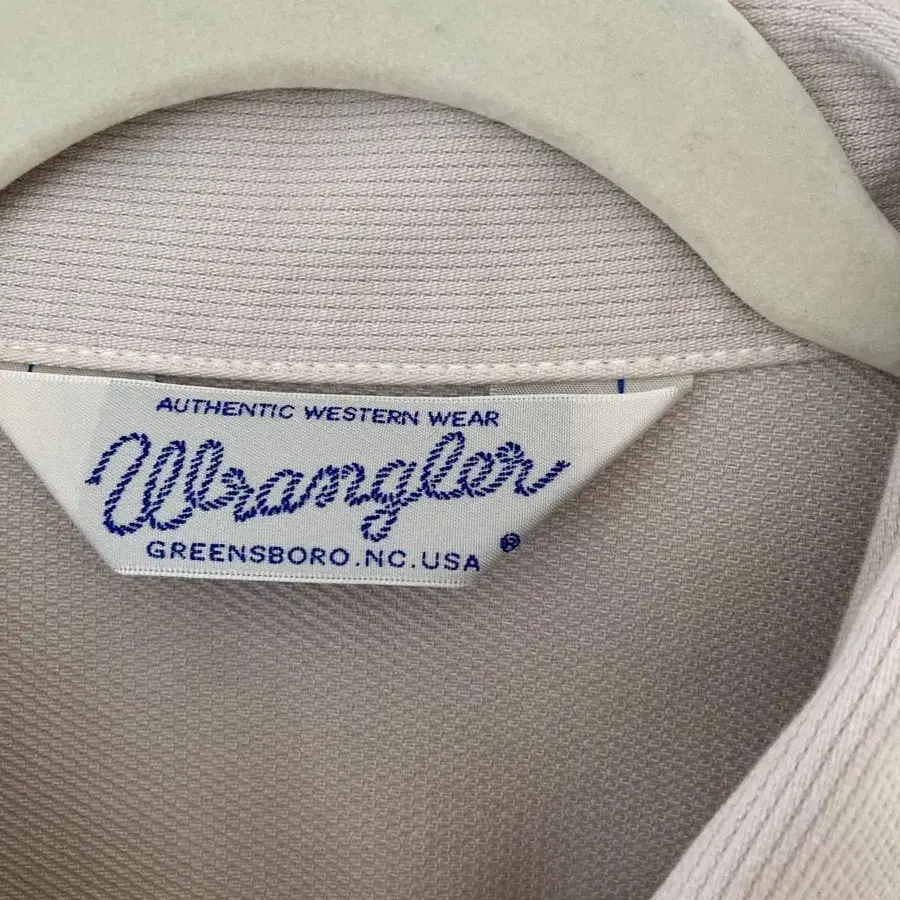 AUTHENTIC WESTERN WEAR
Wrangler
GREENSBORO.NC.USA ®